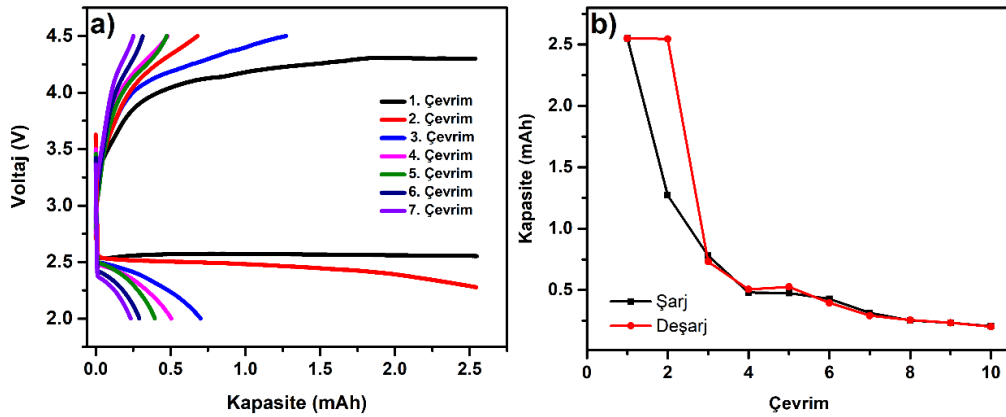 a)
Voltaj (V)
4.5
4.0
3.5
3.0
2.5
2.0
1. Çevrim
2. Çevrim
3. Çevrim
4. Çevrim
5. Çevrim
6. Çevrim
7. Çevrim
0.0 0.5 1.0 1.5 2.0 2.5
Kapasite (mAh)
b)
Kapasite (mAh)
2.5
2.0
1.5
1.0
0.5
Şarj
Deşarj
0 2 4 6 8 10
Çevrim